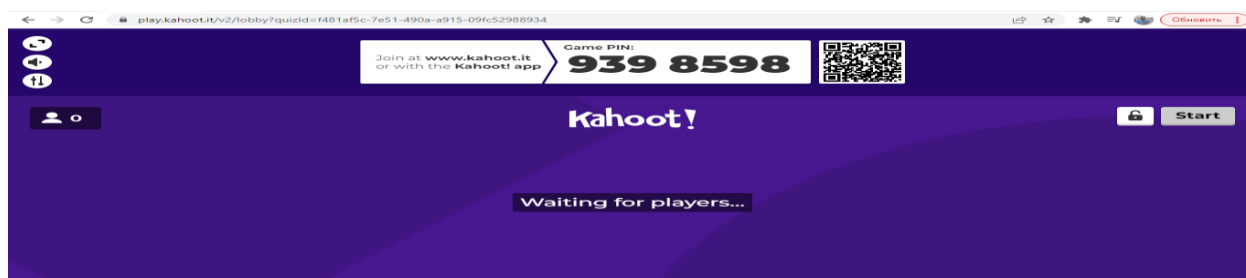 play.kahoot.it/v2/lobby?quizId=f481af5c-7e51-490a-a915-09fc52988934
Обновить
Join at www.kahoot.it
or with the Kahoot! app
Game PIN:
939 8598
0
Kahoot!
Start
Waiting for players...